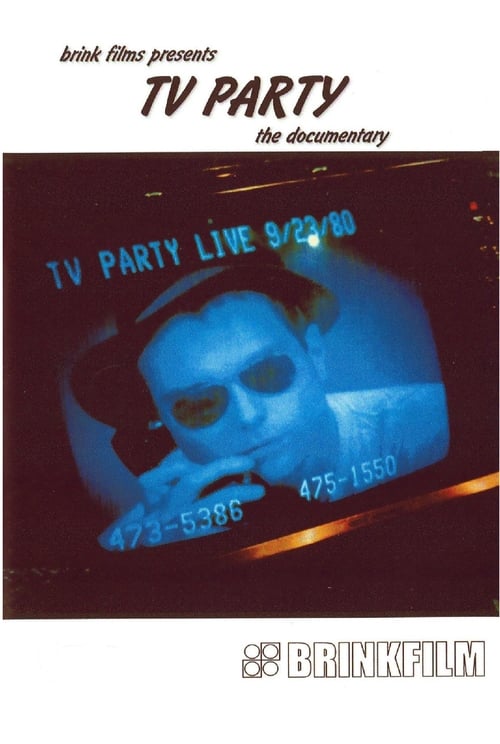 brink films presents
TV PARTY
the documentary
TV PARTY LIVE 9/23/80
473-5386
475-1550
BRINKFILM